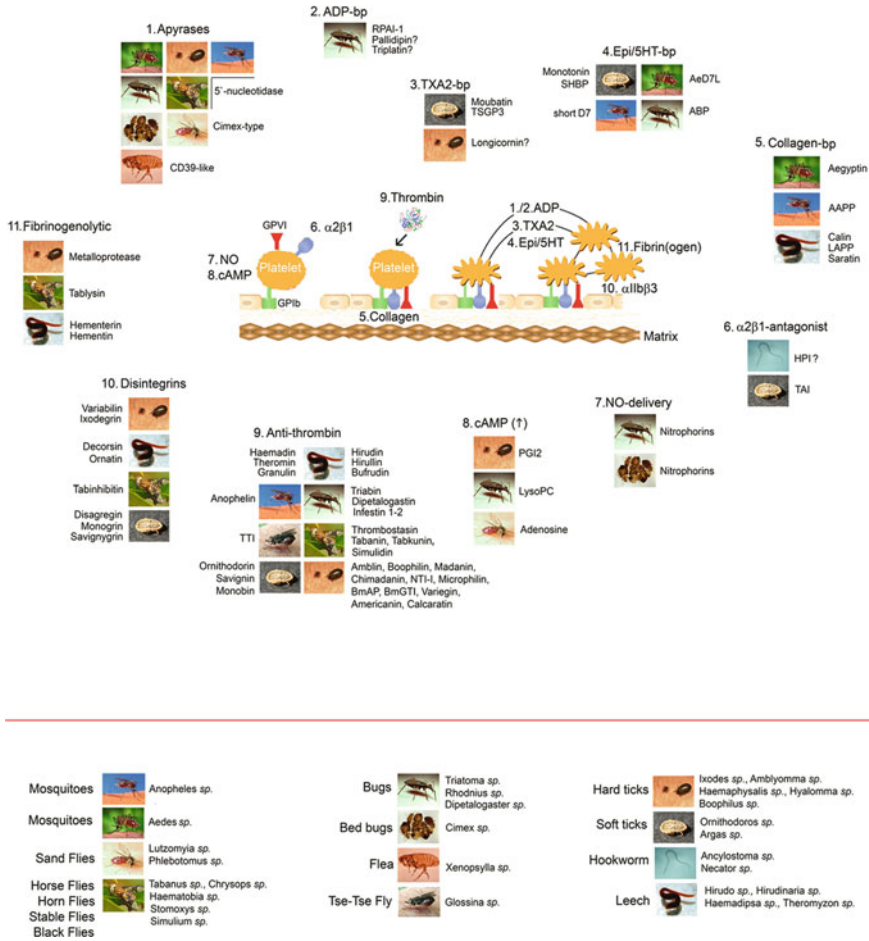 1. Apyrases
5`-nucleotidase
Cimex-type
CD39-like
2. ADP-bp
RPAI-1
Pallidipin?
Triplatin?
3.TXA2-bp
Moubatin
TSGP3
Longicornin?
4.Epi/5HT-bp
Monotonin
SHBP
AeD7L
short D7
ABP
5. Collagen-bp
Aegyptin
AAPP
Calin
LAPP
Saratin
11.Fibrinogenolytic
Metalloprotease
Tablysin
Hementerin
Hementin
GPVI
6. α2β1
7. NO
8.cAMP
Platelet
GPIb
9.Thrombin
Platelet
5.Collagen
1./2.ADP
3.TXA2
4.Epi/5HT
11.Fibrin(ogen)
10. αIIbβ3
Matrix
6. α2β1-antagonist
HPI ?
TAI
10. Disintegrins
Variabilin
Ixodegrin
Decorsin
Ornatin
Tabinhibitin
Disagregin
Monogrin
Savignygrin
9. Anti-thrombin
Haemadin
Theromin
Granulin
Hirudin
Hirullin
Bufrudin
Anophelin
Triabin
Dipetalogastin
Infestin 1-2
TTI
Thrombostasin
Tabanin, Tabkunin,
Simulidin
Ornithodorin
Savignin
Monobin
Amblin, Boophilin, Madanin,
Chimadanin, NTI-I, Microphilin,
BmAP, BmGTI, Variegin,
Americanin, Calcaratin
8. cAMP (↑)
PGI2
LysoPC
Adenosine
7.NO-delivery
Nitrophorins
Nitrophorins
Mosquitoes
Anopheles sp.
Mosquitoes
Aedes sp.
Sand Flies
Lutzomyia sp.
Phlebotomus sp.
Horse Flies
Horn Flies
Stable Flies
Black Flies
Tabanus sp., Chrysops sp.
Haematobia sp.
Stomoxys sp.
Simulium sp.
Bugs
Triatoma sp.
Rhodnius sp.
Dipetalogaster sp.
Bed bugs
Cimex sp.
Flea
Xenopsylla sp.
Tse-Tse Fly
Glossina sp.
Hard ticks
Ixodes sp., Amblyomma sp.
Haemaphysalis sp., Hyalomma sp.
Boophilus sp.
Soft ticks
Ornithodoros sp.
Argas sp.
Hookworm
Ancylostoma sp.
Necator sp.
Leech
Hirudo sp., Hirudinaria sp.
Haemadipsa sp., Theromyzon sp.